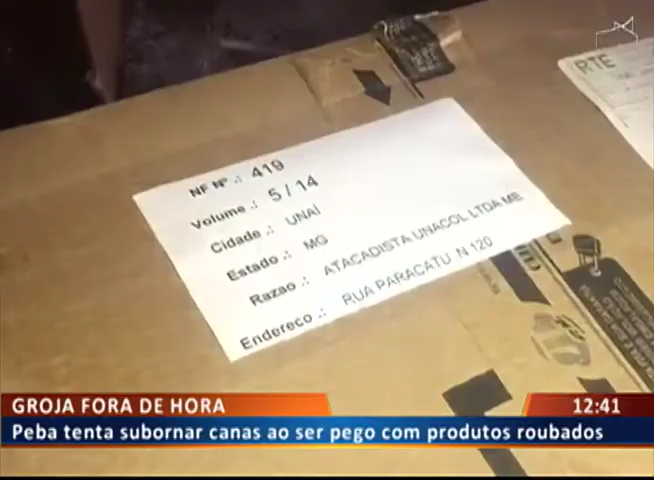 RTE
NF Nº .: 419
Volume .: 5 / 14
Cidade .: UNAÍ
Estado .: MG
Razao .: ATACADISTA UNACOL LTDA ME
Endereco .: RUA PARACATU N 120
GROJA FORA DE HORA
12:41
Peba tenta subornar canas ao ser pego com produtos roubados